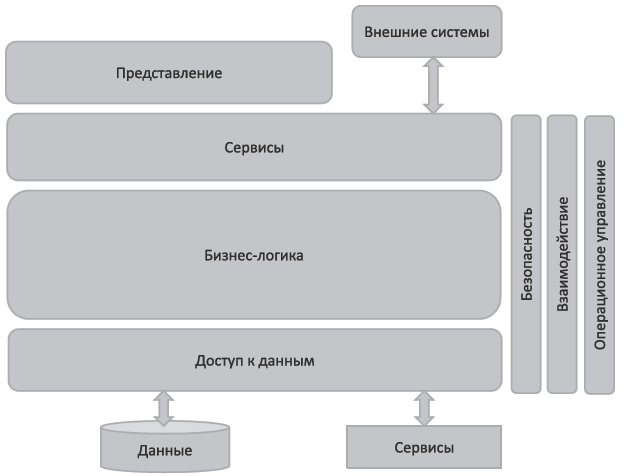 Внешние системы
Представление
Сервисы
Бизнес-логика
Доступ к данным
Данные
Сервисы
Безопасность
Взаимодействие
Операционное управление